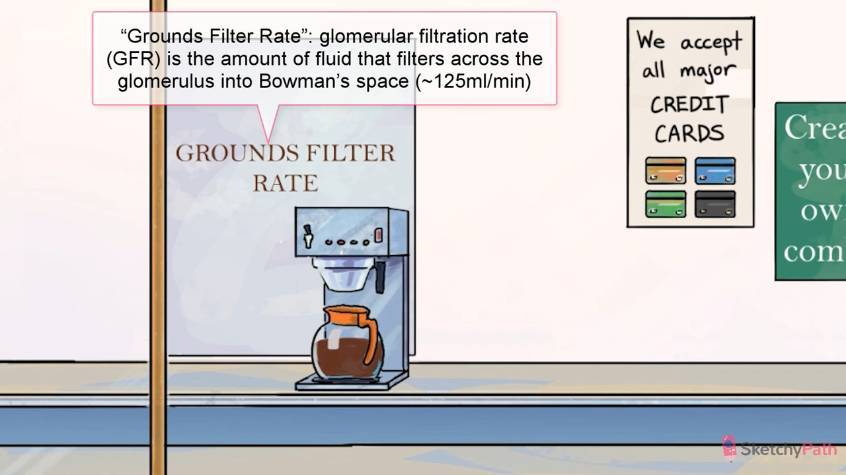 “Grounds Filter Rate”: glomerular filtration rate
(GFR) is the amount of fluid that filters across the
glomerulus into Bowman’s space (~125ml/min)
GROUNDS FILTER
RATE
We accept
all major
CREDIT
CARDS
Crea
you
ow
com
SketchyPath